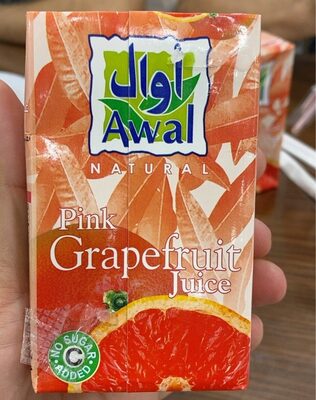 أوال
Awal
NATURAL
Pink
Grapefruit
Juice
NO SUGAR
C
ADDED